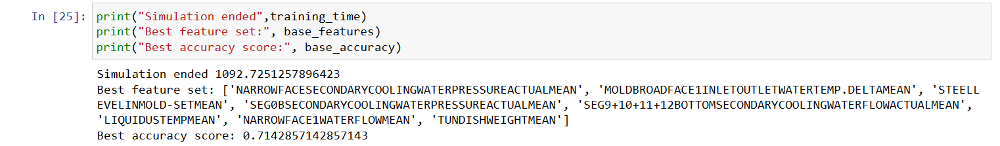 In [25]: print("Simulation ended",training_time)
print("Best feature set:", base_features)
print("Best accuracy score:", base_accuracy)
Simulation ended 1092.7251257896423
Best feature set: ['NARROWFACESECONDARYCOOLINGWATERPRESSUREACTUALMEAN', 'MOLDBROADFACE1INLETOUTLETWATERTEMP.DELTAMEAN', 'STEELL
EVELINMOLD-SETMEAN', 'SEG0BSECONDARYCOOLINGWATERPRESSUREACTUALMEAN', 'SEG9+10+11+12BOTTOMSECONDARYCOOLINGWATERFLOWACTUALMEAN',
'LIQUIDUSTEMPMEAN', 'NARROWFACE1WATERFLOWMEAN', 'TUNDISHWEIGHTMEAN']
Best accuracy score: 0.7142857142857143